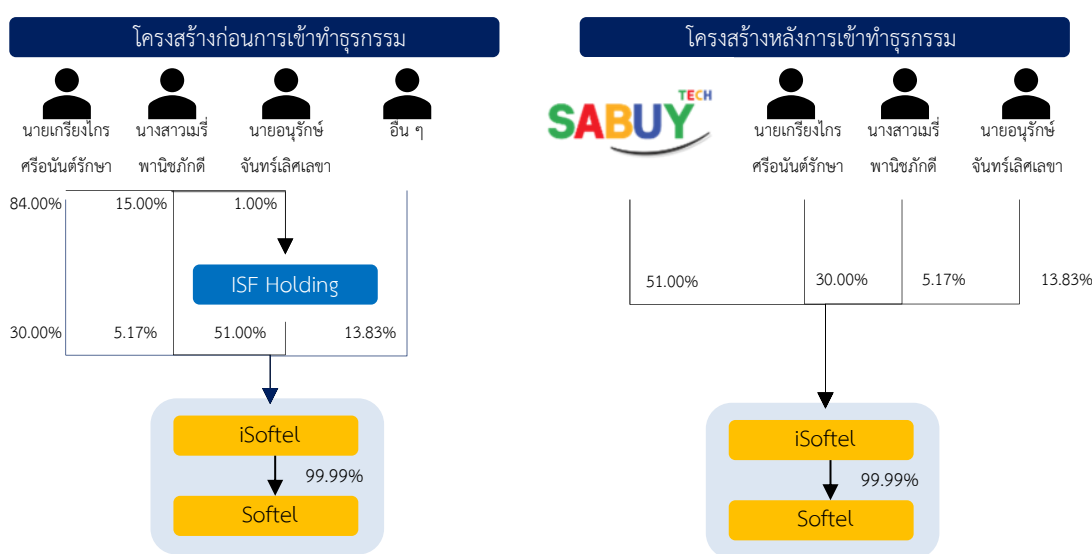 โครงสร้างก่อนการเข้าทำธุรกรรม
นายเกรียงไกร
ศรีอนันต์รักษา
นางสาวเมรี่
พานิชภักดี
นายอนุรักษ์
จันทร์เลิศเลขา
อื่น ๆ
84.00% 15.00% 1.00%
ISF Holding
30.00% 5.17% 51.00% 13.83%
iSoftel
99.99%
Softel
โครงสร้างหลังการเข้าทำธุรกรรม
SABUY TECH
นายเกรียงไกร
ศรีอนันต์รักษา
นางสาวเมรี่
พานิชภักดี
นายอนุรักษ์
จันทร์เลิศเลขา
51.00% 30.00% 5.17% 13.83%
iSoftel
99.99%
Softel